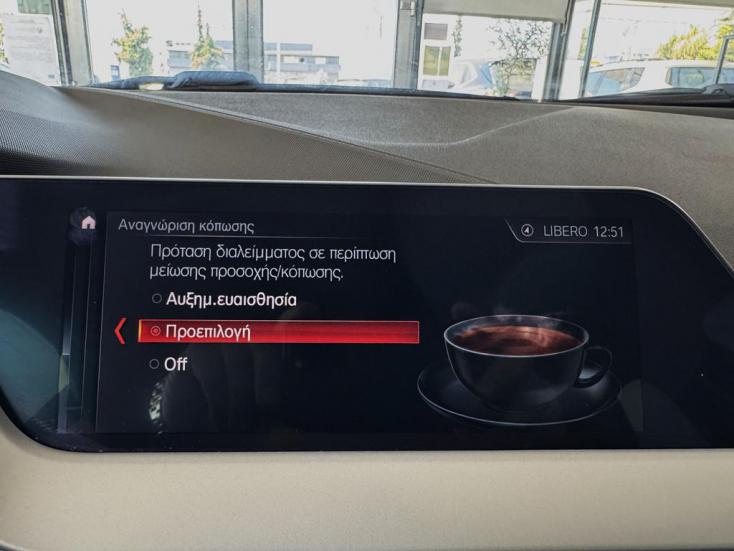 Αναγνώριση κόπωσης
LIBERO 12:51
Πρόταση διαλείμματος σε περίπτωση
μείωσης προσοχής/κόπωσης.
Αυξημ.ευαισθησία
Προεπιλογή
Off